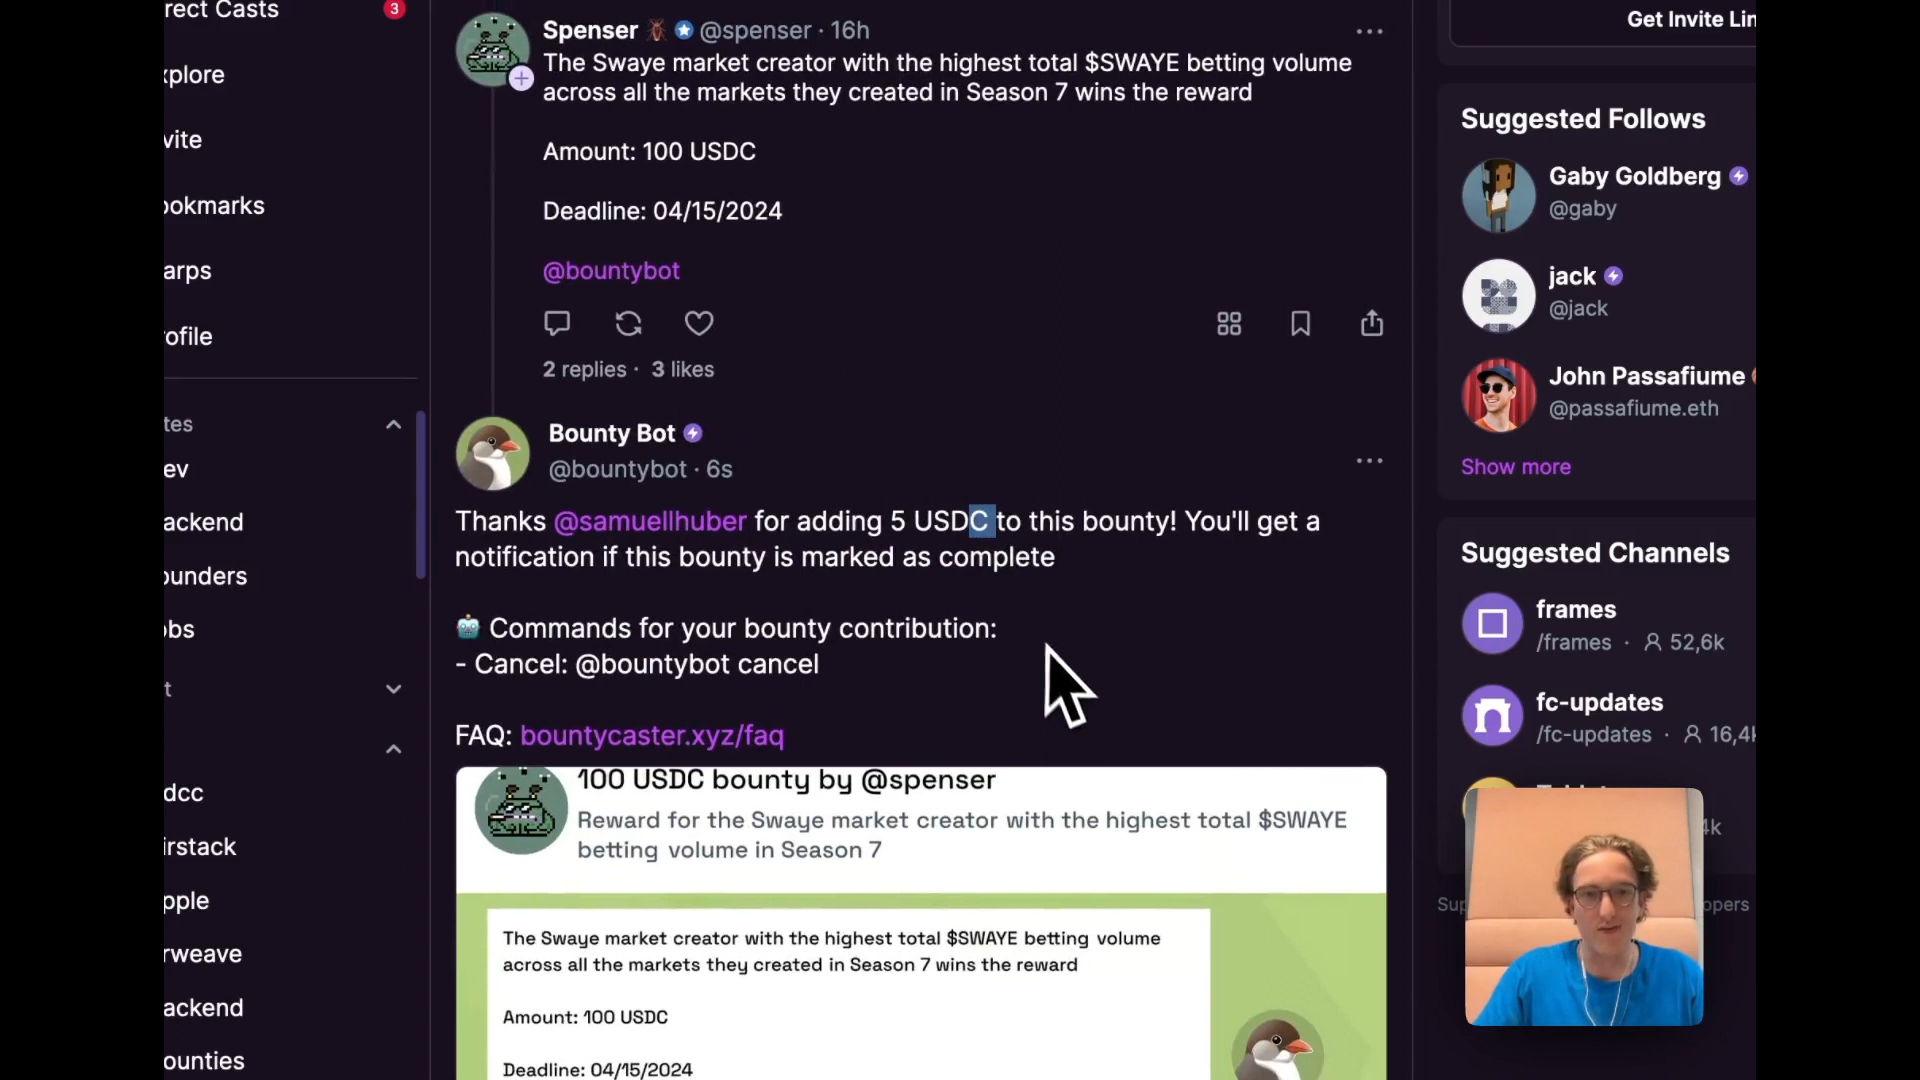 rect Casts
3
xplore
vite
ookmarks
arps
ofile
tes
ev
ackend
ounders
obs
t
dcc
irstack
pple
rweave
ackend
ounties
Spenser @spenser · 16h
The Swaye market creator with the highest total $SWAYE betting volume
across all the markets they created in Season 7 wins the reward
Amount: 100 USDC
Deadline: 04/15/2024
@bountybot
2 replies · 3 likes
Bounty Bot
@bountybot · 6s
Thanks @samuellhuber for adding 5 USDC to this bounty! You'll get a
notification if this bounty is marked as complete
🤖 Commands for your bounty contribution:
- Cancel: @bountybot cancel
FAQ: bountycaster.xyz/faq
100 USDC bounty by @spenser
Reward for the Swaye market creator with the highest total $SWAYE
betting volume in Season 7
The Swaye market creator with the highest total $SWAYE betting volume
across all the markets they created in Season 7 wins the reward
Amount: 100 USDC
Deadline: 04/15/2024
Get Invite Lin
Suggested Follows
Gaby Goldberg
@gaby
jack
@jack
John Passafiume
@passafiume.eth
Show more
Suggested Channels
frames
/frames · 52,6k
fc-updates
/fc-updates · 16,4k
4k
Sup
opers